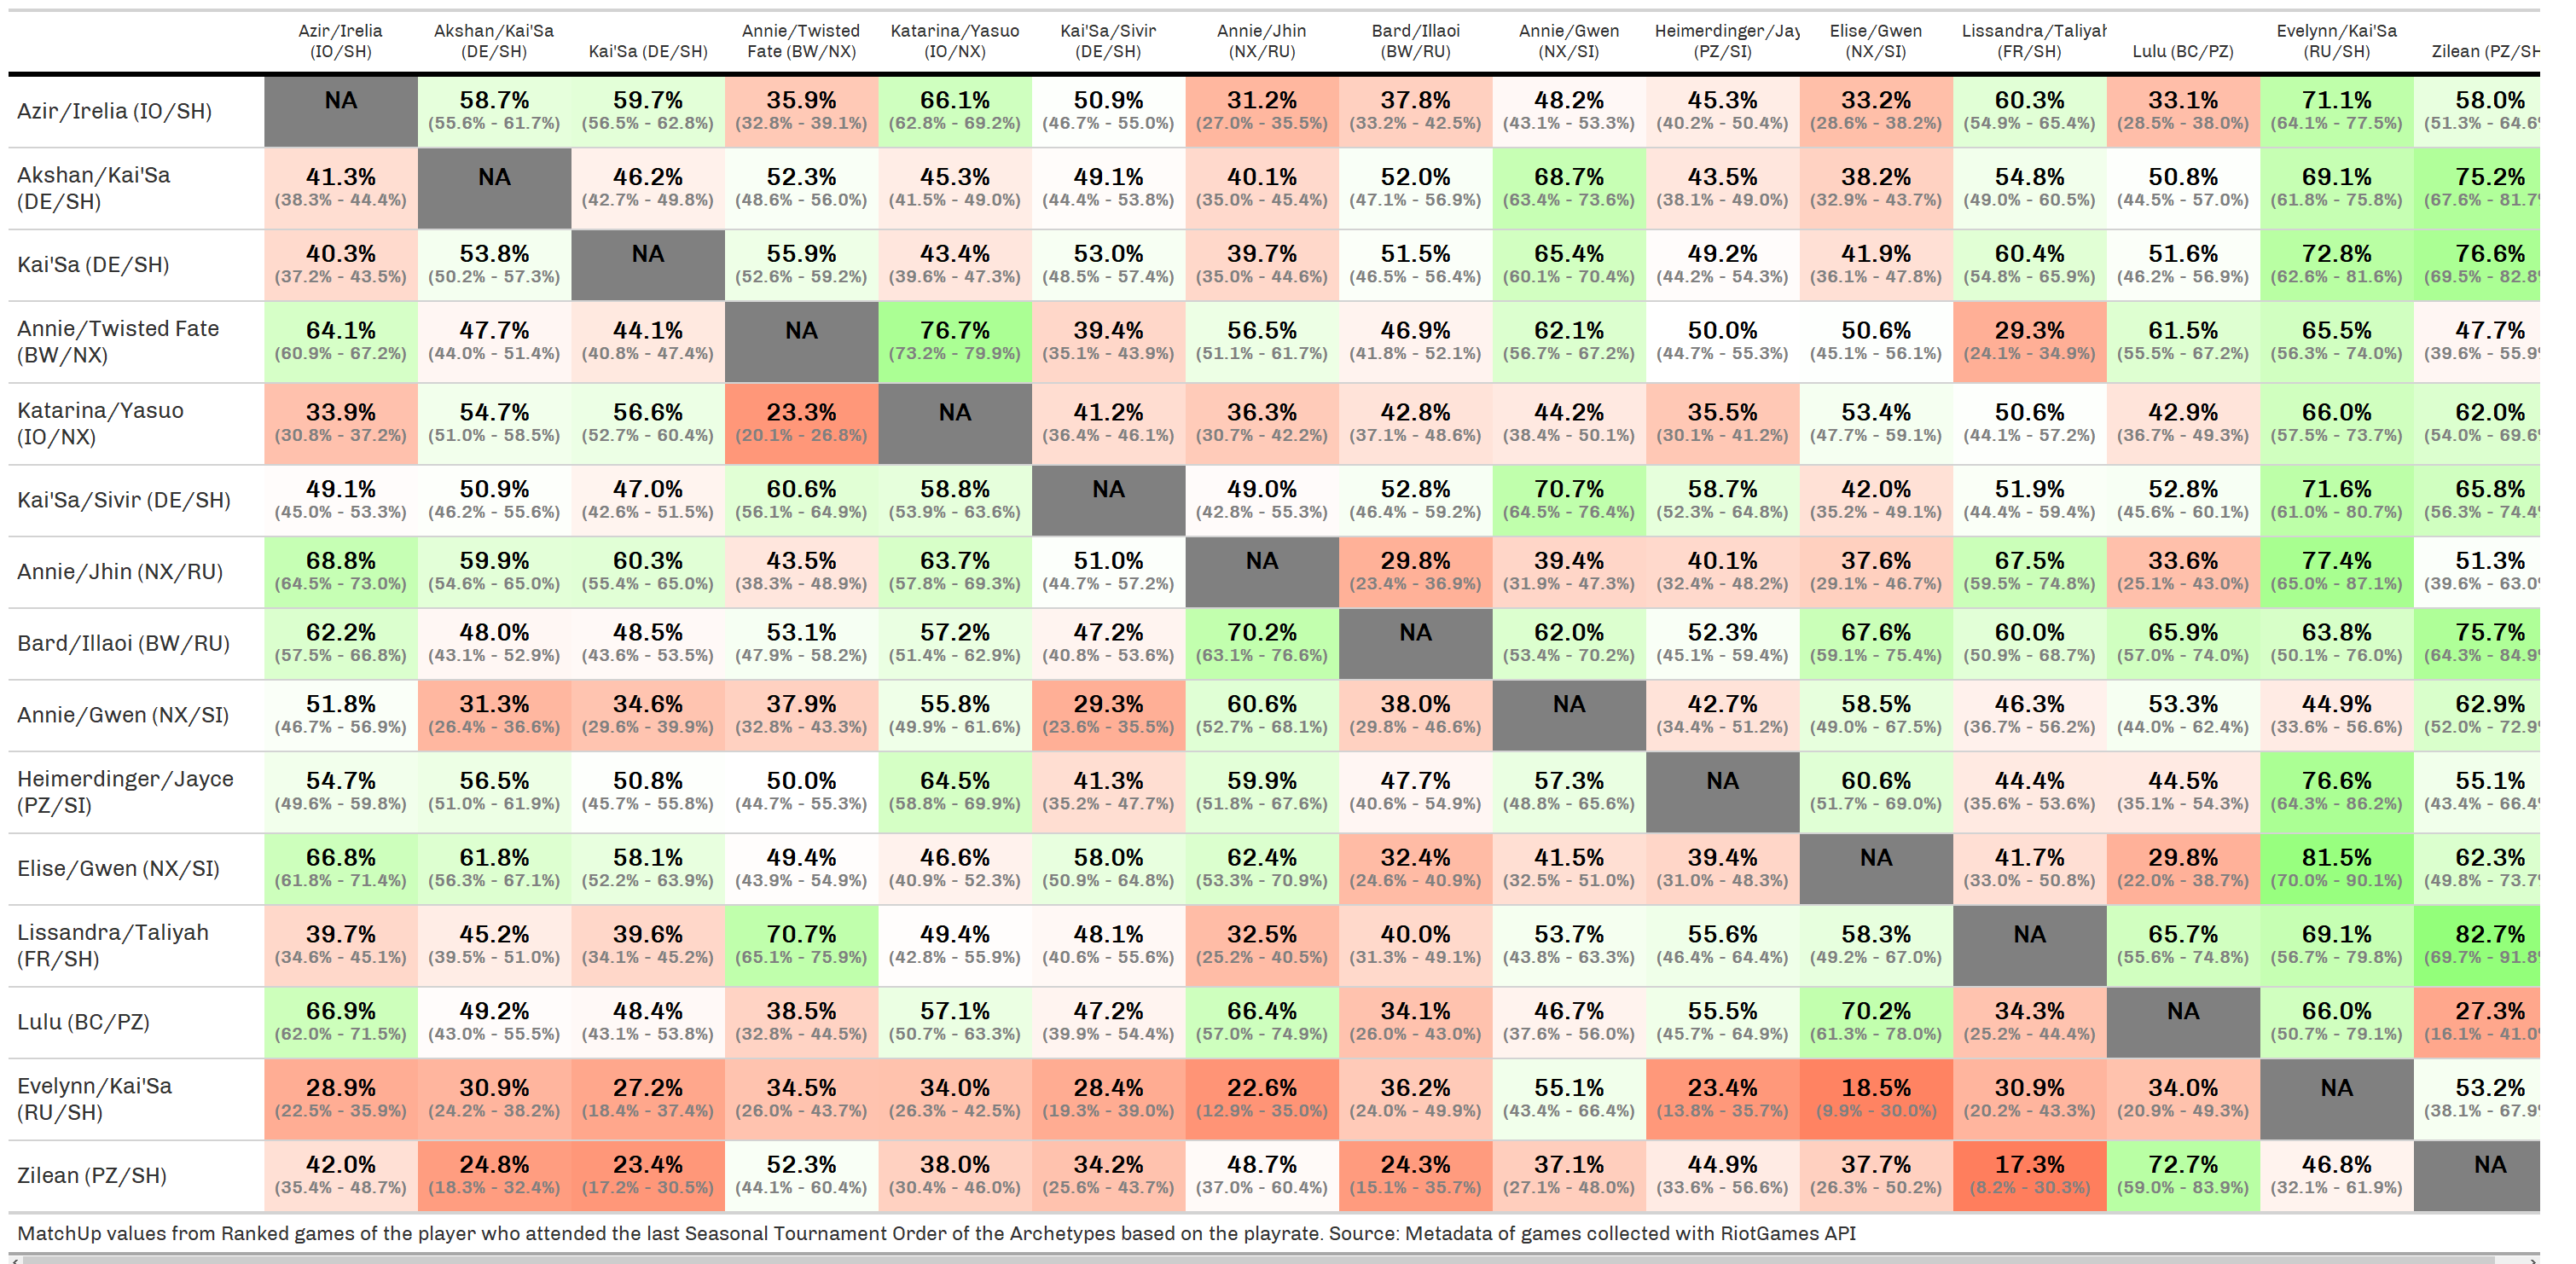 Azir/Irelia (IO/SH) Akshan/Kai'Sa (DE/SH) Kai'Sa (DE/SH) Annie/Twisted Fate (BW/NX) Katarina/Yasuo (IO/NX) Kai'Sa/Sivir (DE/SH) Annie/Jhin (NX/RU) Bard/Illaoi (BW/RU) Annie/Gwen (NX/SI) Heimerdinger/Jay (PZ/SI) Elise/Gwen (NX/SI) Lissandra/Taliyah (FR/SH) Lulu (BC/PZ) Evelynn/Kai'Sa (RU/SH) Zilean (PZ/SH
Azir/Irelia (IO/SH) NA 58.7% 59.7% 35.9% 66.1% 50.9% 31.2% 37.8% 48.2% 45.3% 33.2% 60.3% 33.1% 71.1% 58.0%
(55.6% - 61.7%) (56.5% - 62.8%) (32.8% - 39.1%) (62.8% - 69.2%) (46.7% - 55.0%) (27.0% - 35.5%) (33.2% - 42.5%) (43.1% - 53.3%) (40.2% - 50.4%) (28.6% - 38.2%) (54.9% - 65.4%) (28.5% - 38.0%) (64.1% - 77.5%) (51.3% - 64.6
Akshan/Kai'Sa (DE/SH) 41.3% NA 46.2% 52.3% 45.3% 49.1% 40.1% 52.0% 68.7% 43.5% 38.2% 54.8% 50.8% 69.1% 75.2%
(38.3% - 44.4%) (42.7% - 49.8%) (48.6% - 56.0%) (41.5% - 49.0%) (44.4% - 53.8%) (35.0% - 45.4%) (47.1% - 56.9%) (63.4% - 73.6%) (38.1% - 49.0%) (32.9% - 43.7%) (49.0% - 60.5%) (44.5% - 57.0%) (61.8% - 75.8%) (67.6% - 81.7
Kai'Sa (DE/SH) 40.3% 53.8% NA 55.9% 43.4% 53.0% 39.7% 51.5% 65.4% 49.2% 41.9% 60.4% 51.6% 72.8% 76.6%
(37.2% - 43.5%) (50.2% - 57.3%) (52.6% - 59.2%) (39.6% - 47.3%) (48.5% - 57.4%) (35.0% - 44.6%) (46.5% - 56.4%) (60.1% - 70.4%) (44.2% - 54.3%) (36.1% - 47.8%) (54.8% - 65.9%) (46.2% - 56.9%) (62.6% - 81.6%) (69.5% - 82.8
Annie/Twisted Fate (BW/NX) 64.1% 47.7% 44.1% NA 76.7% 39.4% 56.5% 46.9% 62.1% 50.0% 50.6% 29.3% 61.5% 65.5% 47.7%
(60.9% - 67.2%) (44.0% - 51.4%) (40.8% - 47.4%) (73.2% - 79.9%) (35.1% - 43.9%) (51.1% - 61.7%) (41.8% - 52.1%) (56.7% - 67.2%) (44.7% - 55.3%) (45.1% - 56.1%) (24.1% - 34.9%) (55.5% - 67.2%) (56.3% - 74.0%) (39.6% - 55.9
Katarina/Yasuo (IO/NX) 33.9% 54.7% 56.6% 23.3% NA 41.2% 36.3% 42.8% 44.2% 35.5% 53.4% 50.6% 42.9% 66.0% 62.0%
(30.8% - 37.2%) (51.0% - 58.5%) (52.7% - 60.4%) (20.1% - 26.8%) (36.4% - 46.1%) (30.7% - 42.2%) (37.1% - 48.6%) (38.4% - 50.1%) (30.1% - 41.2%) (47.7% - 59.1%) (44.1% - 57.2%) (36.7% - 49.3%) (57.5% - 73.7%) (54.0% - 69.6
Kai'Sa/Sivir (DE/SH) 49.1% 50.9% 47.0% 60.6% 58.8% NA 49.0% 52.8% 70.7% 58.7% 42.0% 51.9% 52.8% 71.6% 65.8%
(45.0% - 53.3%) (46.2% - 55.6%) (42.6% - 51.5%) (56.1% - 64.9%) (53.9% - 63.6%) (42.8% - 55.3%) (46.4% - 59.2%) (64.5% - 76.4%) (52.3% - 64.8%) (35.2% - 49.1%) (44.4% - 59.4%) (45.6% - 60.1%) (61.0% - 80.7%) (56.3% - 74.4
Annie/Jhin (NX/RU) 68.8% 59.9% 60.3% 43.5% 63.7% 51.0% NA 29.8% 39.4% 40.1% 37.6% 67.5% 33.6% 77.4% 51.3%
(64.5% - 73.0%) (54.6% - 65.0%) (55.4% - 65.0%) (38.3% - 48.9%) (57.8% - 69.3%) (44.7% - 57.2%) (23.4% - 36.9%) (31.9% - 47.3%) (32.4% - 48.2%) (29.1% - 46.7%) (59.5% - 74.8%) (25.1% - 43.0%) (65.0% - 87.1%) (39.6% - 63.0
Bard/Illaoi (BW/RU) 62.2% 48.0% 48.5% 53.1% 57.2% 47.2% 70.2% NA 62.0% 52.3% 67.6% 60.0% 65.9% 63.8% 75.7%
(57.5% - 66.8%) (43.1% - 52.9%) (43.6% - 53.5%) (47.9% - 58.2%) (51.4% - 62.9%) (40.8% - 53.6%) (63.1% - 76.6%) (53.4% - 70.2%) (45.1% - 59.4%) (59.1% - 75.4%) (50.9% - 68.7%) (57.0% - 74.0%) (50.1% - 76.0%) (64.3% - 84.9
Annie/Gwen (NX/SI) 51.8% 31.3% 34.6% 37.9% 55.8% 29.3% 60.6% 38.0% NA 42.7% 58.5% 46.3% 53.3% 44.9% 62.9%
(46.7% - 56.9%) (26.4% - 36.6%) (29.6% - 39.9%) (32.8% - 43.3%) (49.9% - 61.6%) (23.6% - 35.5%) (52.7% - 68.1%) (29.8% - 46.6%) (34.4% - 51.2%) (49.0% - 67.5%) (36.7% - 56.2%) (44.0% - 62.4%) (33.6% - 56.6%) (52.0% - 72.9
Heimerdinger/Jayce (PZ/SI) 54.7% 56.5% 50.8% 50.0% 64.5% 41.3% 59.9% 47.7% 57.3% NA 60.6% 44.4% 44.5% 76.6% 55.1%
(49.6% - 59.8%) (51.0% - 61.9%) (45.7% - 55.8%) (44.7% - 55.3%) (58.8% - 69.9%) (35.2% - 47.7%) (51.8% - 67.6%) (40.6% - 54.9%) (48.8% - 65.6%) (51.7% - 69.0%) (35.6% - 53.6%) (35.1% - 54.3%) (64.3% - 86.2%) (43.4% - 66.4
Elise/Gwen (NX/SI) 66.8% 61.8% 58.1% 49.4% 46.6% 58.0% 62.4% 32.4% 41.5% 39.4% NA 41.7% 29.8% 81.5% 62.3%
(61.8% - 71.4%) (56.3% - 67.1%) (52.2% - 63.9%) (43.9% - 54.9%) (40.9% - 52.3%) (50.9% - 64.8%) (53.3% - 70.9%) (24.6% - 40.9%) (32.5% - 51.0%) (31.0% - 48.3%) (33.0% - 50.8%) (22.0% - 38.7%) (70.0% - 90.1%) (49.8% - 73.7
Lissandra/Taliyah (FR/SH) 39.7% 45.2% 39.6% 70.7% 49.4% 48.1% 32.5% 40.0% 53.7% 55.6% 58.3% NA 65.7% 69.1% 82.7%
(34.6% - 45.1%) (39.5% - 51.0%) (34.1% - 45.2%) (65.1% - 75.9%) (42.8% - 55.9%) (40.6% - 55.6%) (25.2% - 40.5%) (31.3% - 49.1%) (43.8% - 63.3%) (46.4% - 64.4%) (49.2% - 67.0%) (55.6% - 74.8%) (56.7% - 79.8%) (69.7% - 91.8
Lulu (BC/PZ) 66.9% 49.2% 48.4% 38.5% 57.1% 47.2% 66.4% 34.1% 46.7% 55.5% 70.2% 34.3% NA 66.0% 27.3%
(62.0% - 71.5%) (43.0% - 55.5%) (43.1% - 53.8%) (32.8% - 44.5%) (50.7% - 63.3%) (39.9% - 54.4%) (57.0% - 74.9%) (26.0% - 43.0%) (37.6% - 56.0%) (45.7% - 64.9%) (61.3% - 78.0%) (25.2% - 44.4%) (50.7% - 79.1%) (16.1% - 41.0
Evelynn/Kai'Sa (RU/SH) 28.9% 30.9% 27.2% 34.5% 34.0% 28.4% 22.6% 36.2% 55.1% 23.4% 18.5% 30.9% 34.0% NA 53.2%
(22.5% - 35.9%) (24.2% - 38.2%) (18.4% - 37.4%) (26.0% - 43.7%) (26.3% - 42.5%) (19.3% - 39.0%) (12.9% - 35.0%) (24.0% - 49.9%) (43.4% - 66.4%) (13.8% - 35.7%) (9.9% - 30.0%) (20.2% - 43.3%) (20.9% - 49.3%) (38.1% - 67.9
Zilean (PZ/SH) 42.0% 24.8% 23.4% 52.3% 38.0% 34.2% 48.7% 24.3% 37.1% 44.9% 37.7% 17.3% 72.7% 46.8% NA
(35.4% - 48.7%) (18.3% - 32.4%) (17.2% - 30.5%) (44.1% - 60.4%) (30.4% - 46.0%) (25.6% - 43.7%) (37.0% - 60.4%) (15.1% - 35.7%) (27.1% - 48.0%) (33.6% - 56.6%) (26.3% - 50.2%) (8.2% - 30.3%) (59.0% - 83.9%) (32.1% - 61.9%)
MatchUp values from Ranked games of the player who attended the last Seasonal Tournament Order of the Archetypes based on the playrate. Source: Metadata of games collected with RiotGames API